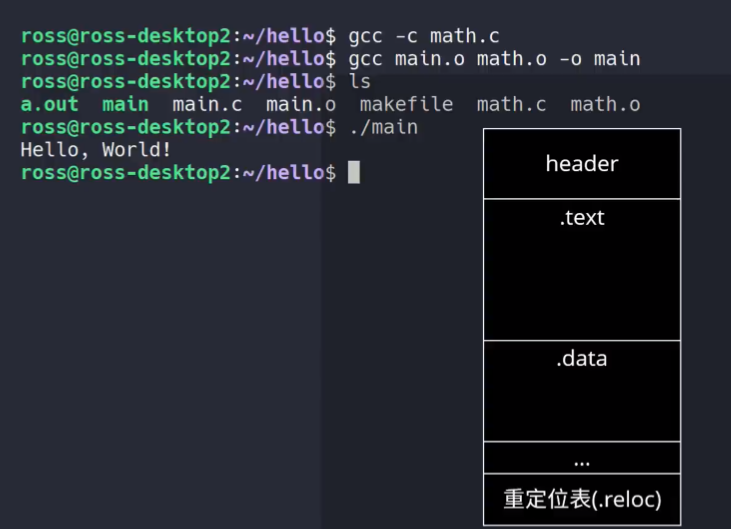 ross@ross-desktop2:~/hello$ gcc -c math.c
ross@ross-desktop2:~/hello$ gcc main.o math.o -o main
ross@ross-desktop2:~/hello$ ls
a.out  main  main.c  main.o  makefile  math.c  math.o
ross@ross-desktop2:~/hello$ ./main
Hello, World!
ross@ross-desktop2:~/hello$
header
.text
.data
...
重定位表(.reloc)